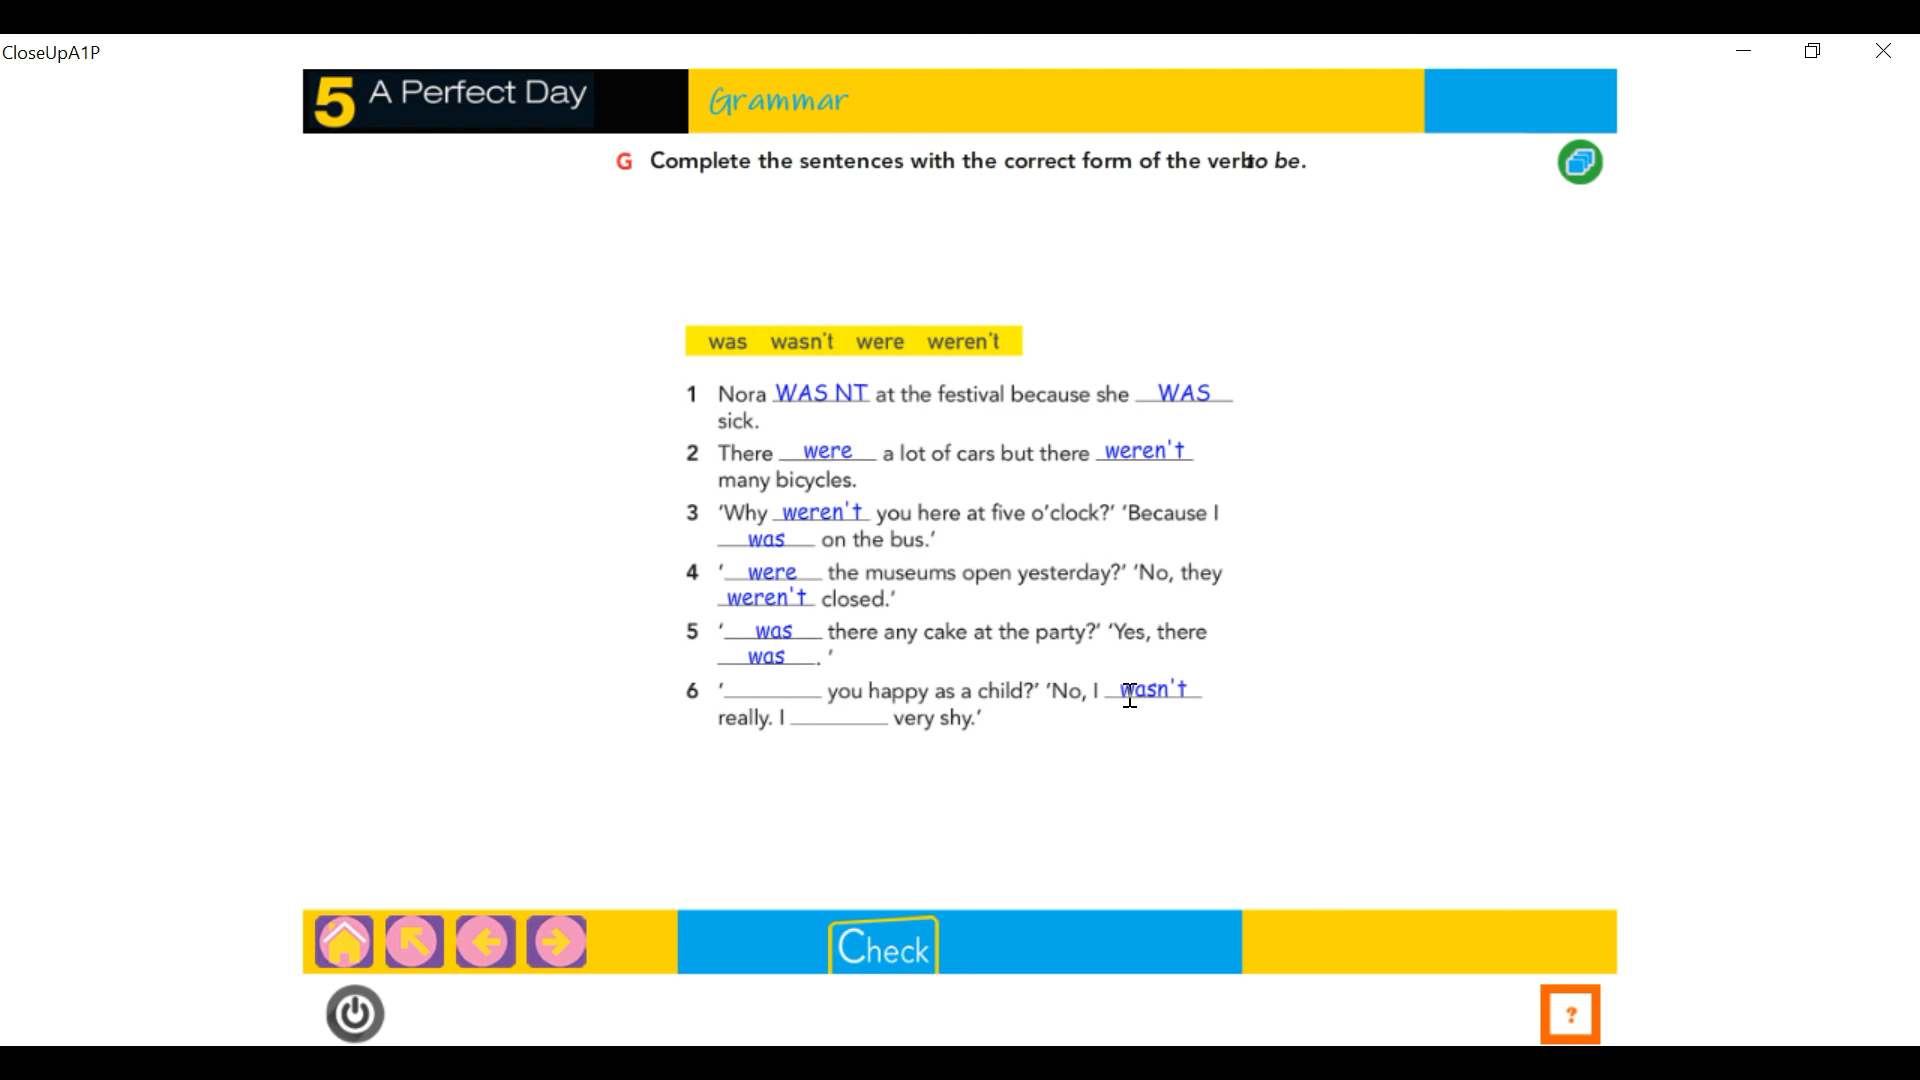 CloseUpA1P
5 A Perfect Day
Grammar
G Complete the sentences with the correct form of the verb to be.
was wasn't were weren't
1 Nora WAS NT at the festival because she WAS
sick.
2 There were a lot of cars but there weren't
many bicycles.
3 ‘Why weren't you here at five o’clock?’ ‘Because I
was on the bus.’
4 ‘were the museums open yesterday?’ ‘No, they
weren't closed.’
5 ‘was there any cake at the party?’ ‘Yes, there
was.’
6 ‘________ you happy as a child?’ ‘No, I wasn't
really. I ________ very shy.’
Check
?